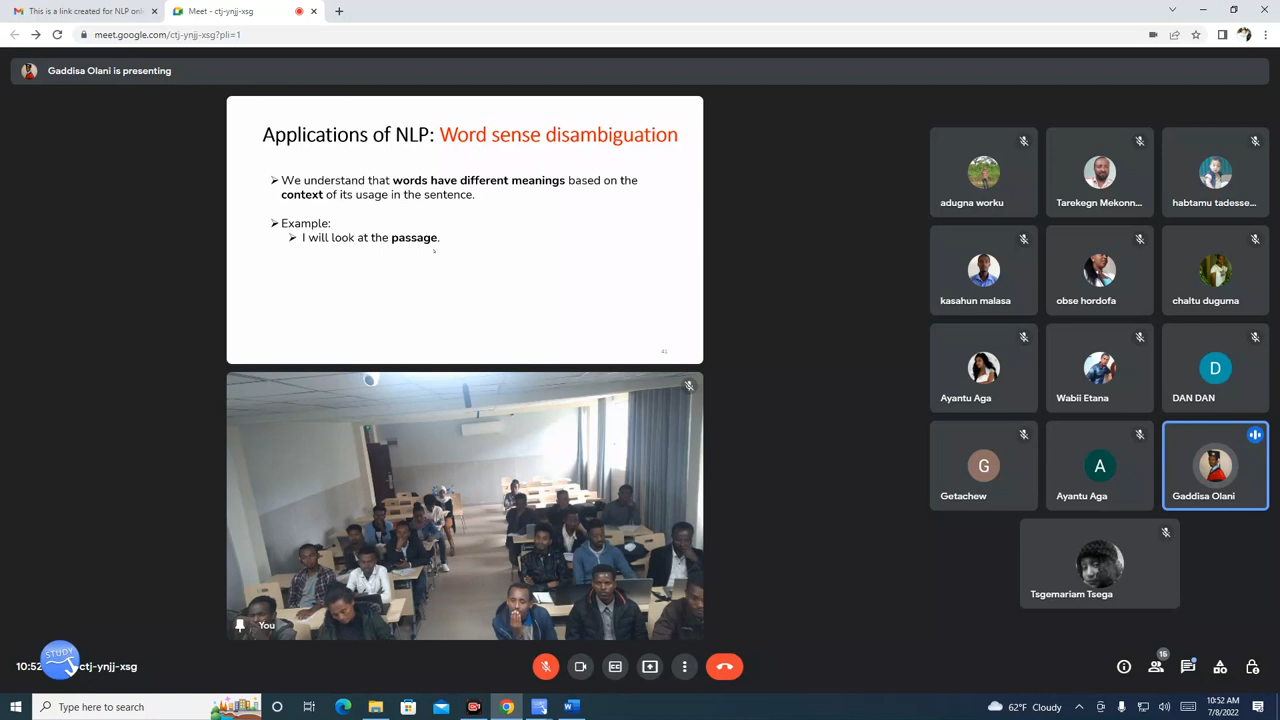 This is a link created for NLP onli
Meet - ctj-ynjj-xsg
meet.google.com/ctj-ynjj-xsg?pli=1
Gaddisa Olani is presenting
Applications of NLP: Word sense disambiguation
➢ We understand that words have different meanings based on the
context of its usage in the sentence.
➢ Example:
➢ I will look at the passage.
41
You
adugna worku
Tarekegn Mekonn...
habtamu tadesse...
kasahun malasa
obse hordofa
chaltu duguma
Ayantu Aga
Wabii Etana
D
DAN DAN
G
Getachew
A
Ayantu Aga
Gaddisa Olani
Tsgemariam Tsega
STUDY
10:52
ctj-ynjj-xsg
16
Type here to search
62°F Cloudy
10:52 AM
7/8/2022